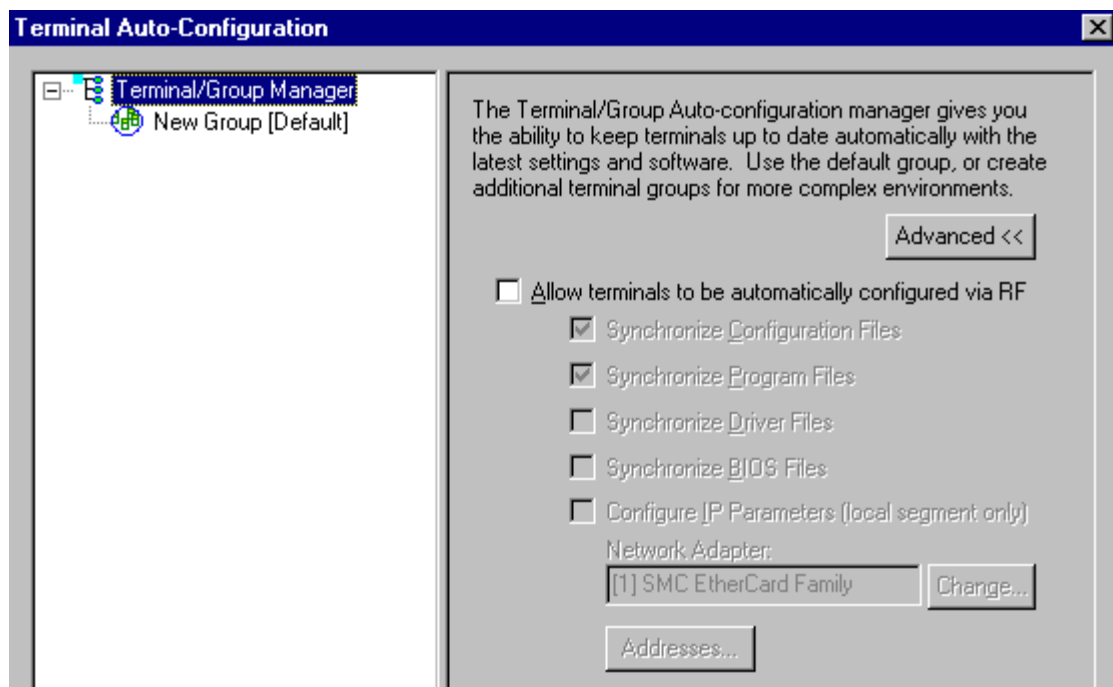 Terminal Auto-Configuration
Terminal/Group Manager
New Group [Default]
The Terminal/Group Auto-configuration manager gives you
the ability to keep terminals up to date automatically with the
latest settings and software. Use the default group, or create
additional terminal groups for more complex environments.
Advanced <<
Allow terminals to be automatically configured via RF
Synchronize Configuration Files
Synchronize Program Files
Synchronize Driver Files
Synchronize BIOS Files
Configure IP Parameters (local segment only)
Network Adapter:
[1] SMC EtherCard Family
Change...
Addresses...